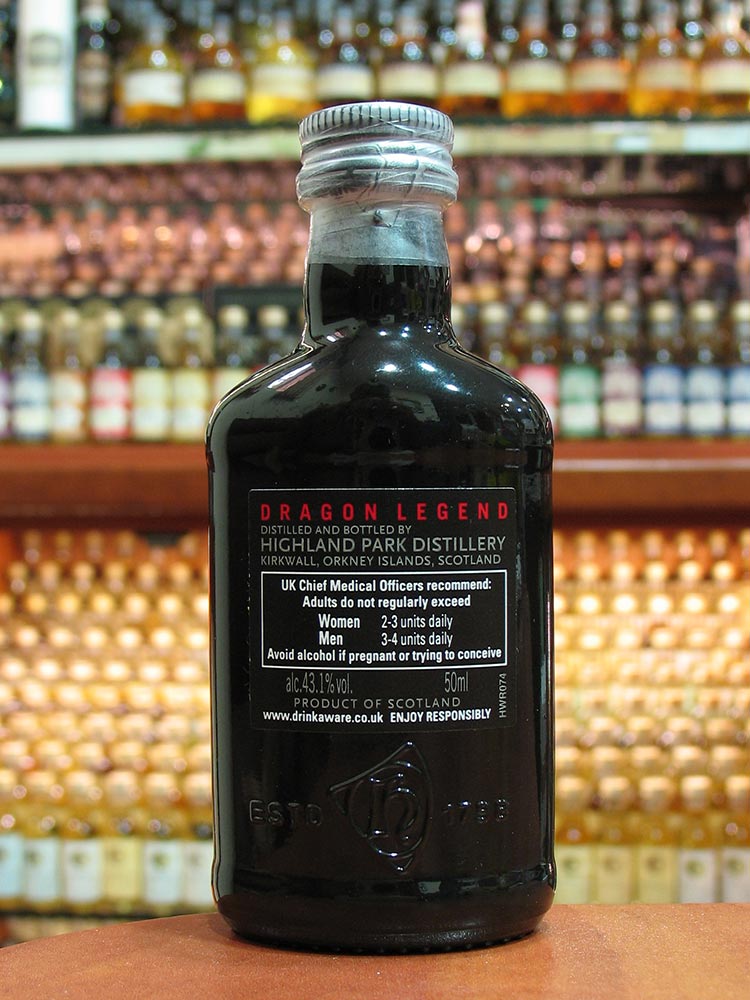 DRAGON LEGEND
DISTILLED AND BOTTLED BY
HIGHLAND PARK DISTILLERY
KIRKWALL, ORKNEY ISLANDS, SCOTLAND
UK Chief Medical Officers recommend:
Adults do not regularly exceed
Women 2-3 units daily
Men 3-4 units daily
Avoid alcohol if pregnant or trying to conceive
alc.43.1%vol. 50ml
PRODUCT OF SCOTLAND
www.drinkaware.co.uk ENJOY RESPONSIBLY
HWR074
ESTD H 1798